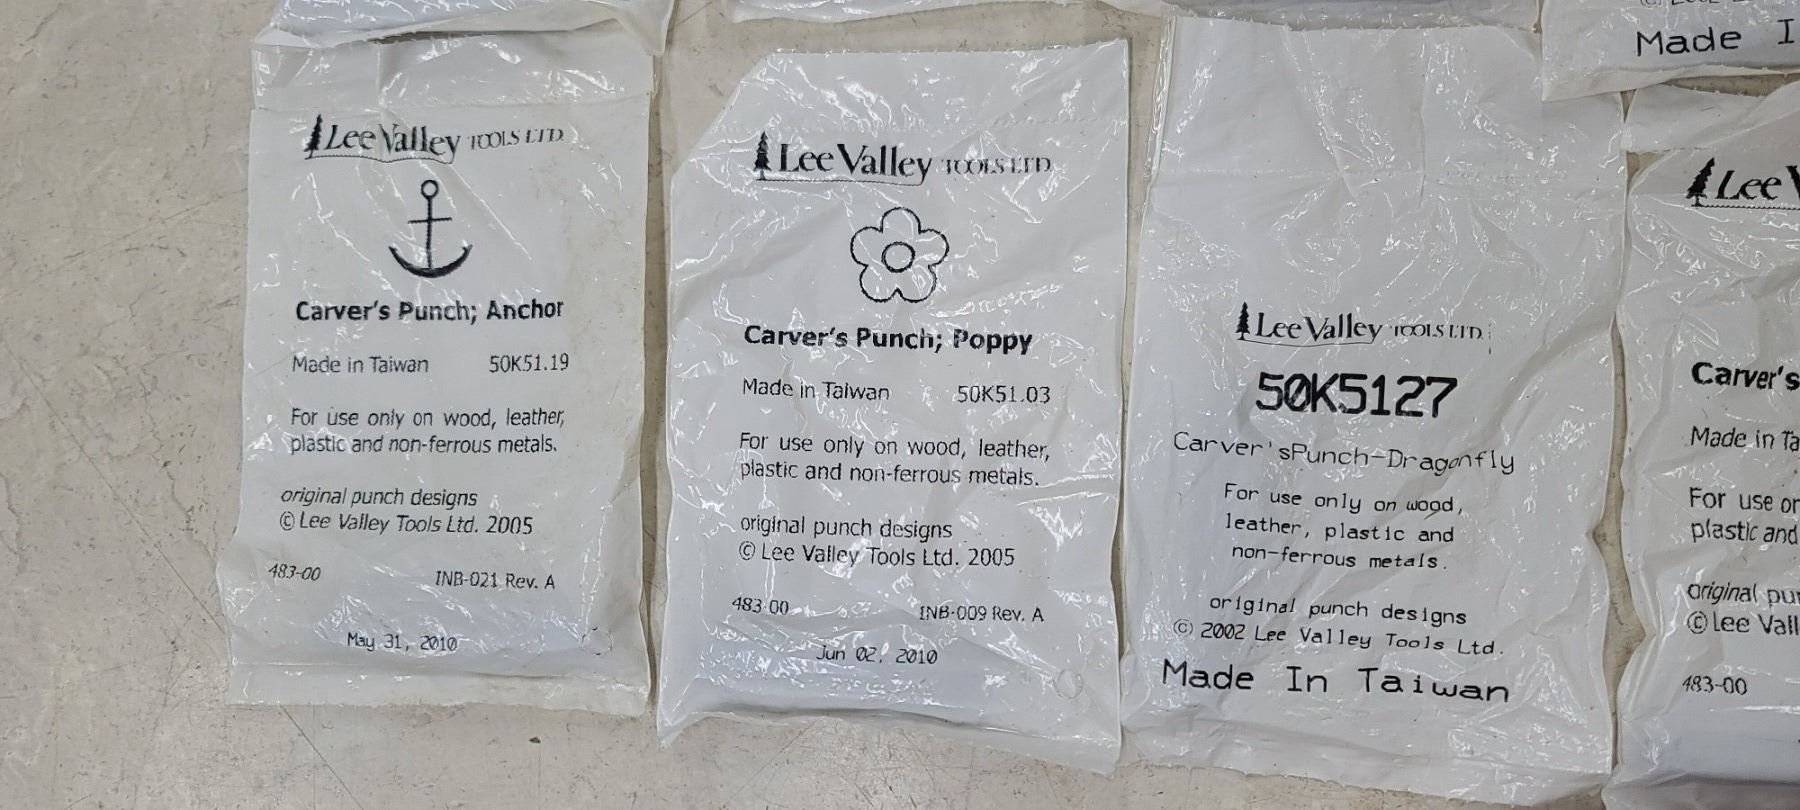 Made I
Lee Valley TOOLS LTD.
Carver's Punch; Anchor
Made in Taiwan 50K51.19
For use only on wood, leather,
plastic and non-ferrous metals.
original punch designs
© Lee Valley Tools Ltd. 2005
483-00 INB-021 Rev. A
May 31, 2010
Lee Valley TOOLS LTD.
Carver's Punch; Poppy
Made in Taiwan 50K51.03
For use only on wood, leather,
plastic and non-ferrous metals.
original punch designs
© Lee Valley Tools Ltd. 2005
483-00 INB-009 Rev. A
Jun 02, 2010
Lee Valley TOOLS LTD.
50K5127
Carver'sPunch-Dragonfly
For use only on wood,
leather, plastic and
non-ferrous metals.
original punch designs
(c) 2002 Lee Valley Tools Ltd.
Made In Taiwan
Lee V
Carver's
Made in Ta
For use on
plastic and
original pun
© Lee Vall
483-00